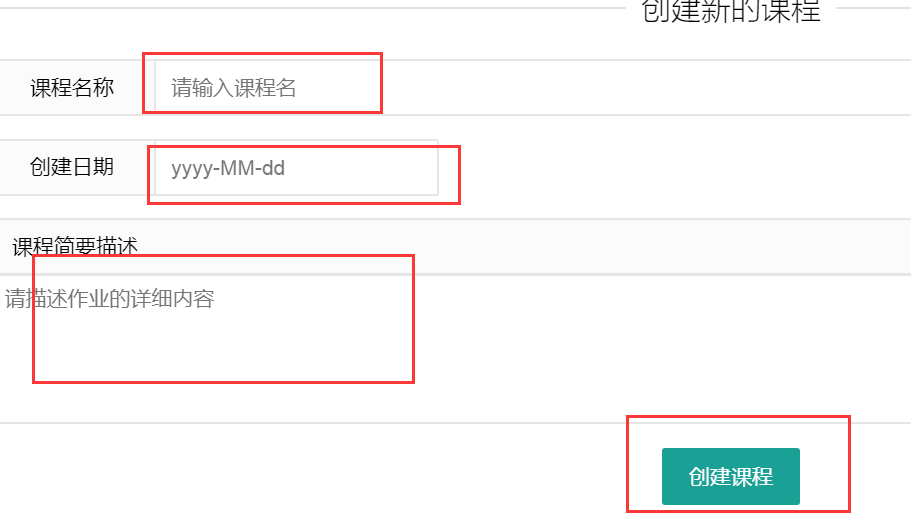 创建新的课程
课程名称 请输入课程名
创建日期 yyyy-MM-dd
课程简要描述
请描述作业的详细内容
创建课程